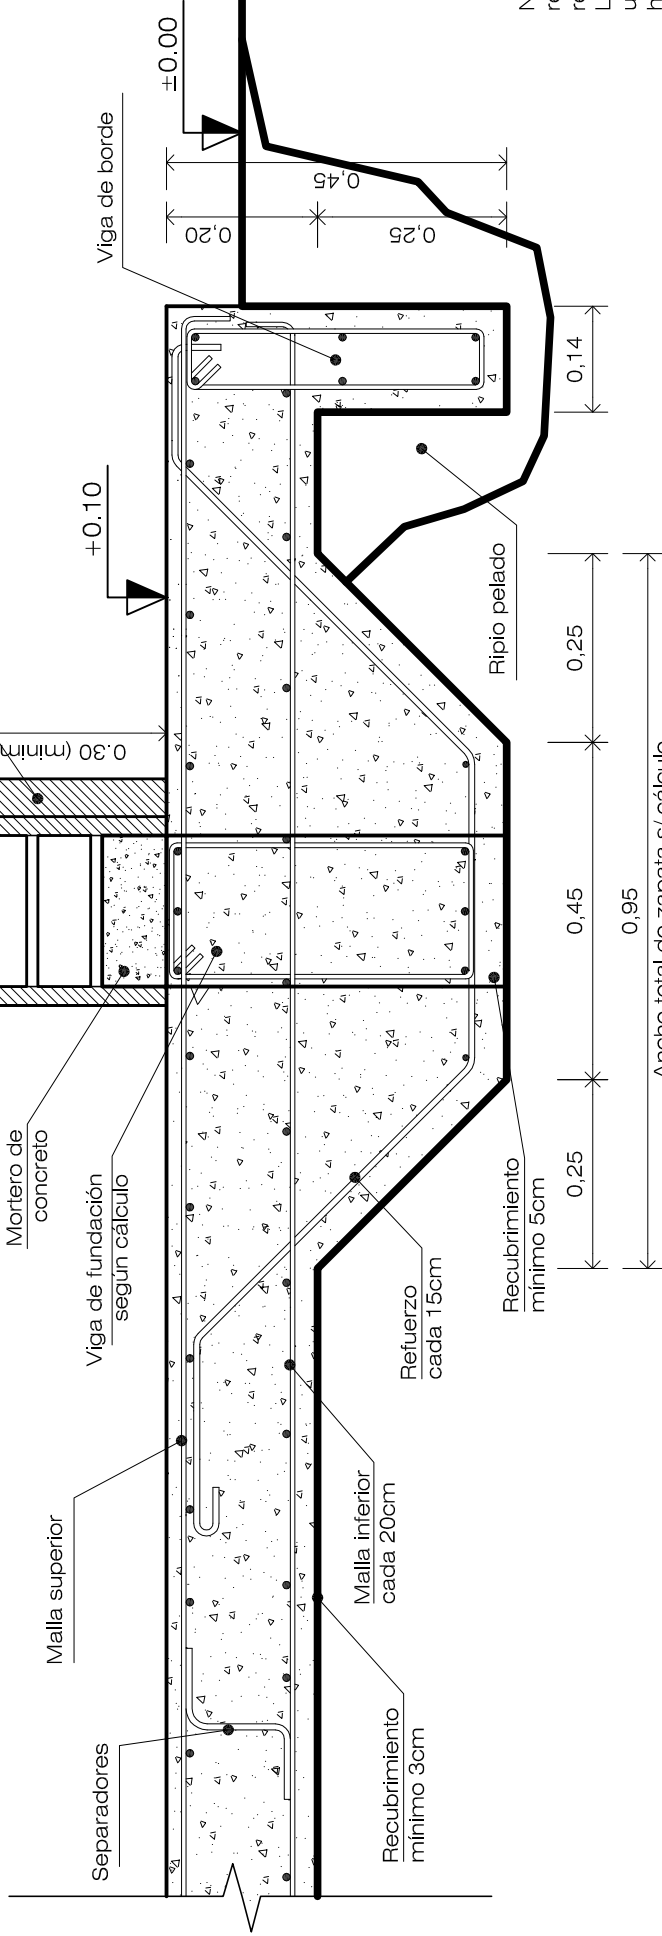 Separadores
Malla superior
Viga de fundación
según cálculo
Mortero de
concreto
0.30 (minim
+0.10
Viga de borde
±0.00
0,20
0,45
0,25
Recubrimiento
mínimo 3cm
Malla inferior
cada 20cm
Refuerzo
cada 15cm
Recubrimiento
mínimo 5cm
Ripio pelado
0,25
0,45
0,25
0,14
0,95
Ancho total de zapata s/ cálculo